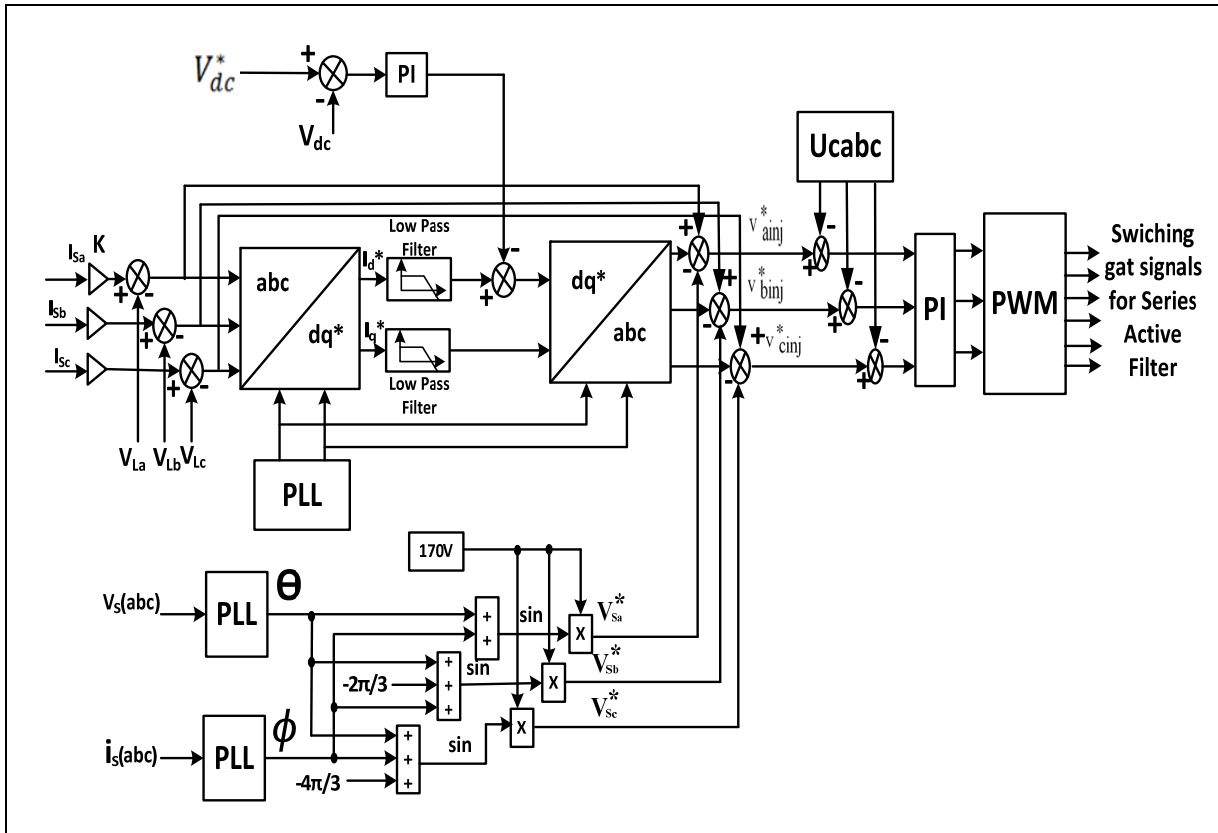 V*dc
+
-
PI
Vdc
Ucabc
ISa
K
ISb
ISc
+
-
+
-
+
-
VLa
VLb
VLc
abc
dq*
Id*
Iq*
Low Pass
Filter
Low Pass
Filter
-
+
dq*
abc
PLL
+
-
+
-
+
-
v*ainj
v*binj
v*cinj
-
+
-
+
-
+
PI
PWM
Swiching
gat signals
for Series
Active
Filter
170V
VS(abc)
PLL
Θ
+
+
sin
X
V*Sa
-2π/3
+
+
+
sin
X
V*Sb
iS(abc)
PLL
ϕ
-4π/3
+
+
+
sin
X
V*Sc